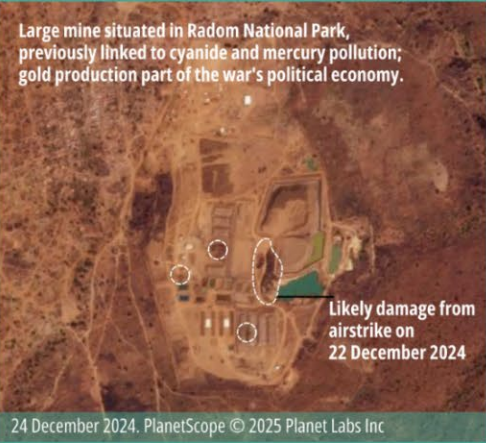 Large mine situated in Radom National Park,
previously linked to cyanide and mercury pollution;
gold production part of the war's political economy.
Likely damage from
airstrike on
22 December 2024
24 December 2024. PlanetScope © 2025 Planet Labs Inc